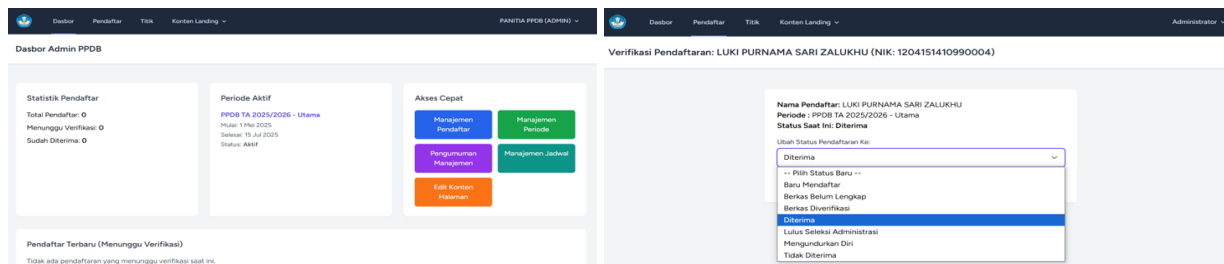 Dasbor Pendaftar Titik Konten Landing PANITIA PPDB (ADMIN)
Dasbor Admin PPDB
Statistik Pendaftar
Total Pendaftar: 0
Menunggu Verifikasi: 0
Sudah Diterima: 0
Periode Aktif
PPDB TA 2025/2026 - Utama
Mulai: 1 Mei 2025
Selesai: 15 Jul 2025
Status: Aktif
Akses Cepat
Manajemen
Pendaftar
Manajemen
Periode
Pengumuman
Manajemen
Manajemen Jadwal
Edit Konten
Halaman
Pendaftar Terbaru (Menunggu Verifikasi)
Tidak ada pendaftaran yang menunggu verifikasi saat ini.
Dasbor Pendaftar Titik Konten Landing Administrator
Verifikasi Pendaftaran: LUKI PURNAMA SARI ZALUKHU (NIK: 1204151410990004)
Nama Pendaftar: LUKI PURNAMA SARI ZALUKHU
Periode : PPDB TA 2025/2026 - Utama
Status Saat Ini: Diterima
Ubah Status Pendaftaran Ke:
Diterima
-- Pilih Status Baru --
Baru Mendaftar
Berkas Belum Lengkap
Berkas Diverifikasi
Diterima
Lulus Seleksi Administrasi
Mengundurkan Diri
Tidak Diterima